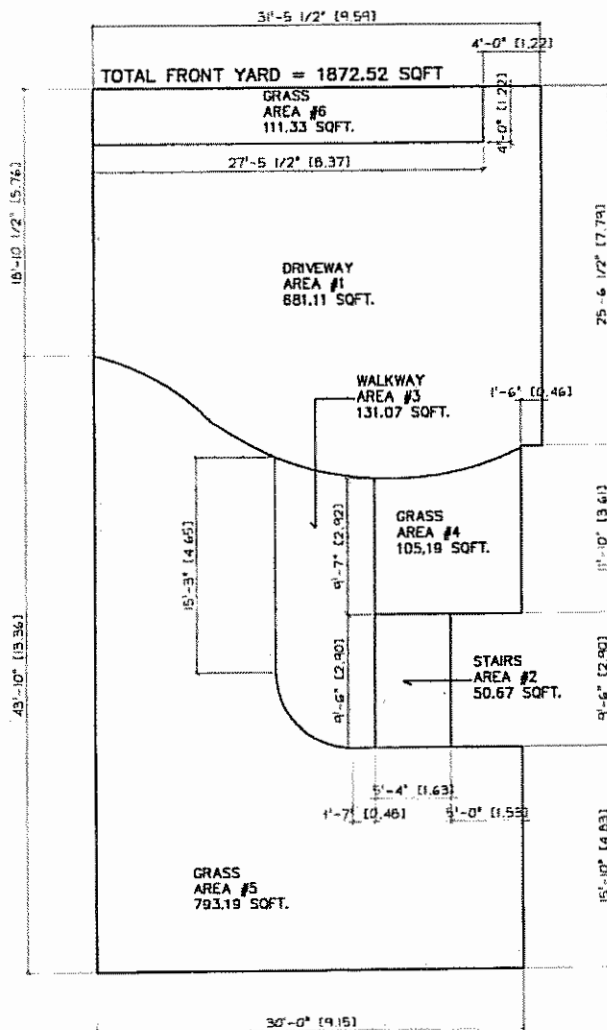 31'-5 1/2" [9.59]
4'-0" [1.22]
TOTAL FRONT YARD = 1872.52 SQFT
GRASS
AREA #6
111.33 SQFT.
4'-0" [1.22]
27'-5 1/2" [8.37]
18'-10 1/2" [5.76]
25'-6 1/2" [7.79]
DRIVEWAY
AREA #1
681.11 SQFT.
WALKWAY
AREA #3
131.07 SQFT.
1'-6" [0.46]
GRASS
AREA #4
105.19 SQFT.
9'-7" [2.92]
11'-10" [3.61]
15'-3" [4.65]
43'-10" [13.36]
STAIRS
AREA #2
50.67 SQFT.
9'-6" [2.90]
9'-6" [2.90]
5'-4" [1.63]
1'-7" [0.48]
5'-0" [1.53]
15'-10" [4.83]
GRASS
AREA #5
793.19 SQFT.
30'-0" [9.15]